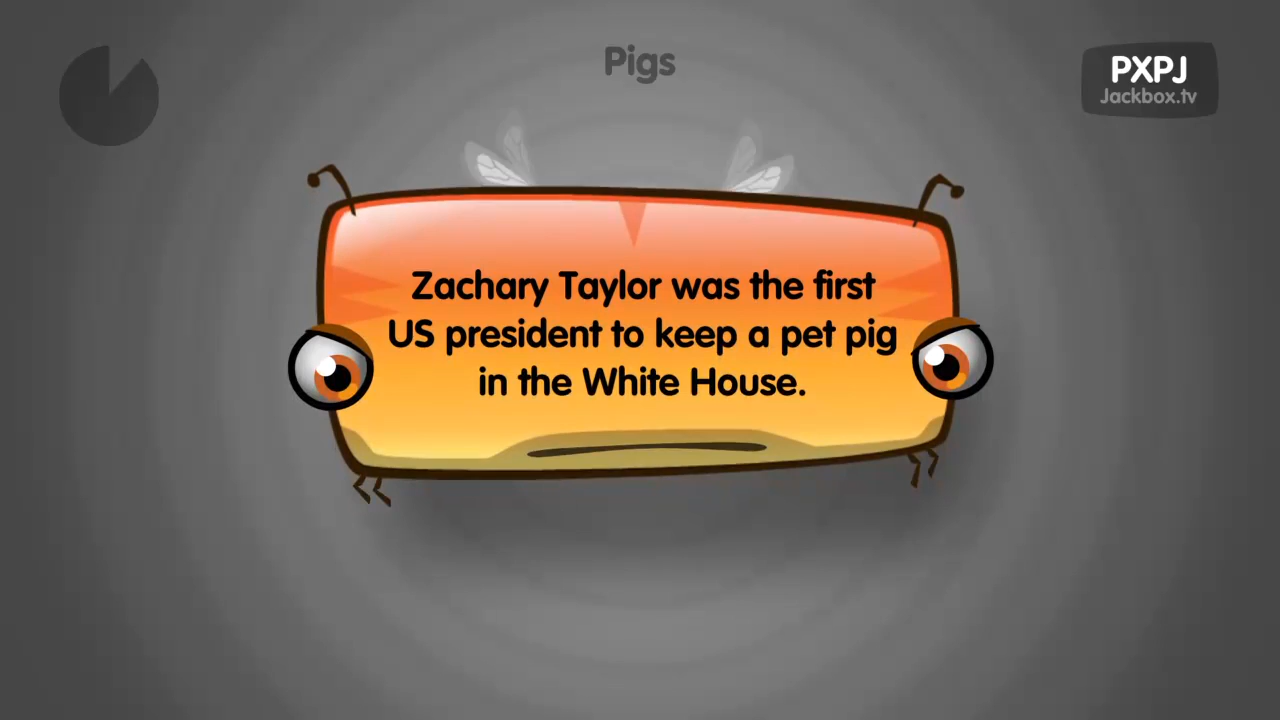 Pigs
PXPJ
Jackbox.tv
Zachary Taylor was the first
US president to keep a pet pig
in the White House.